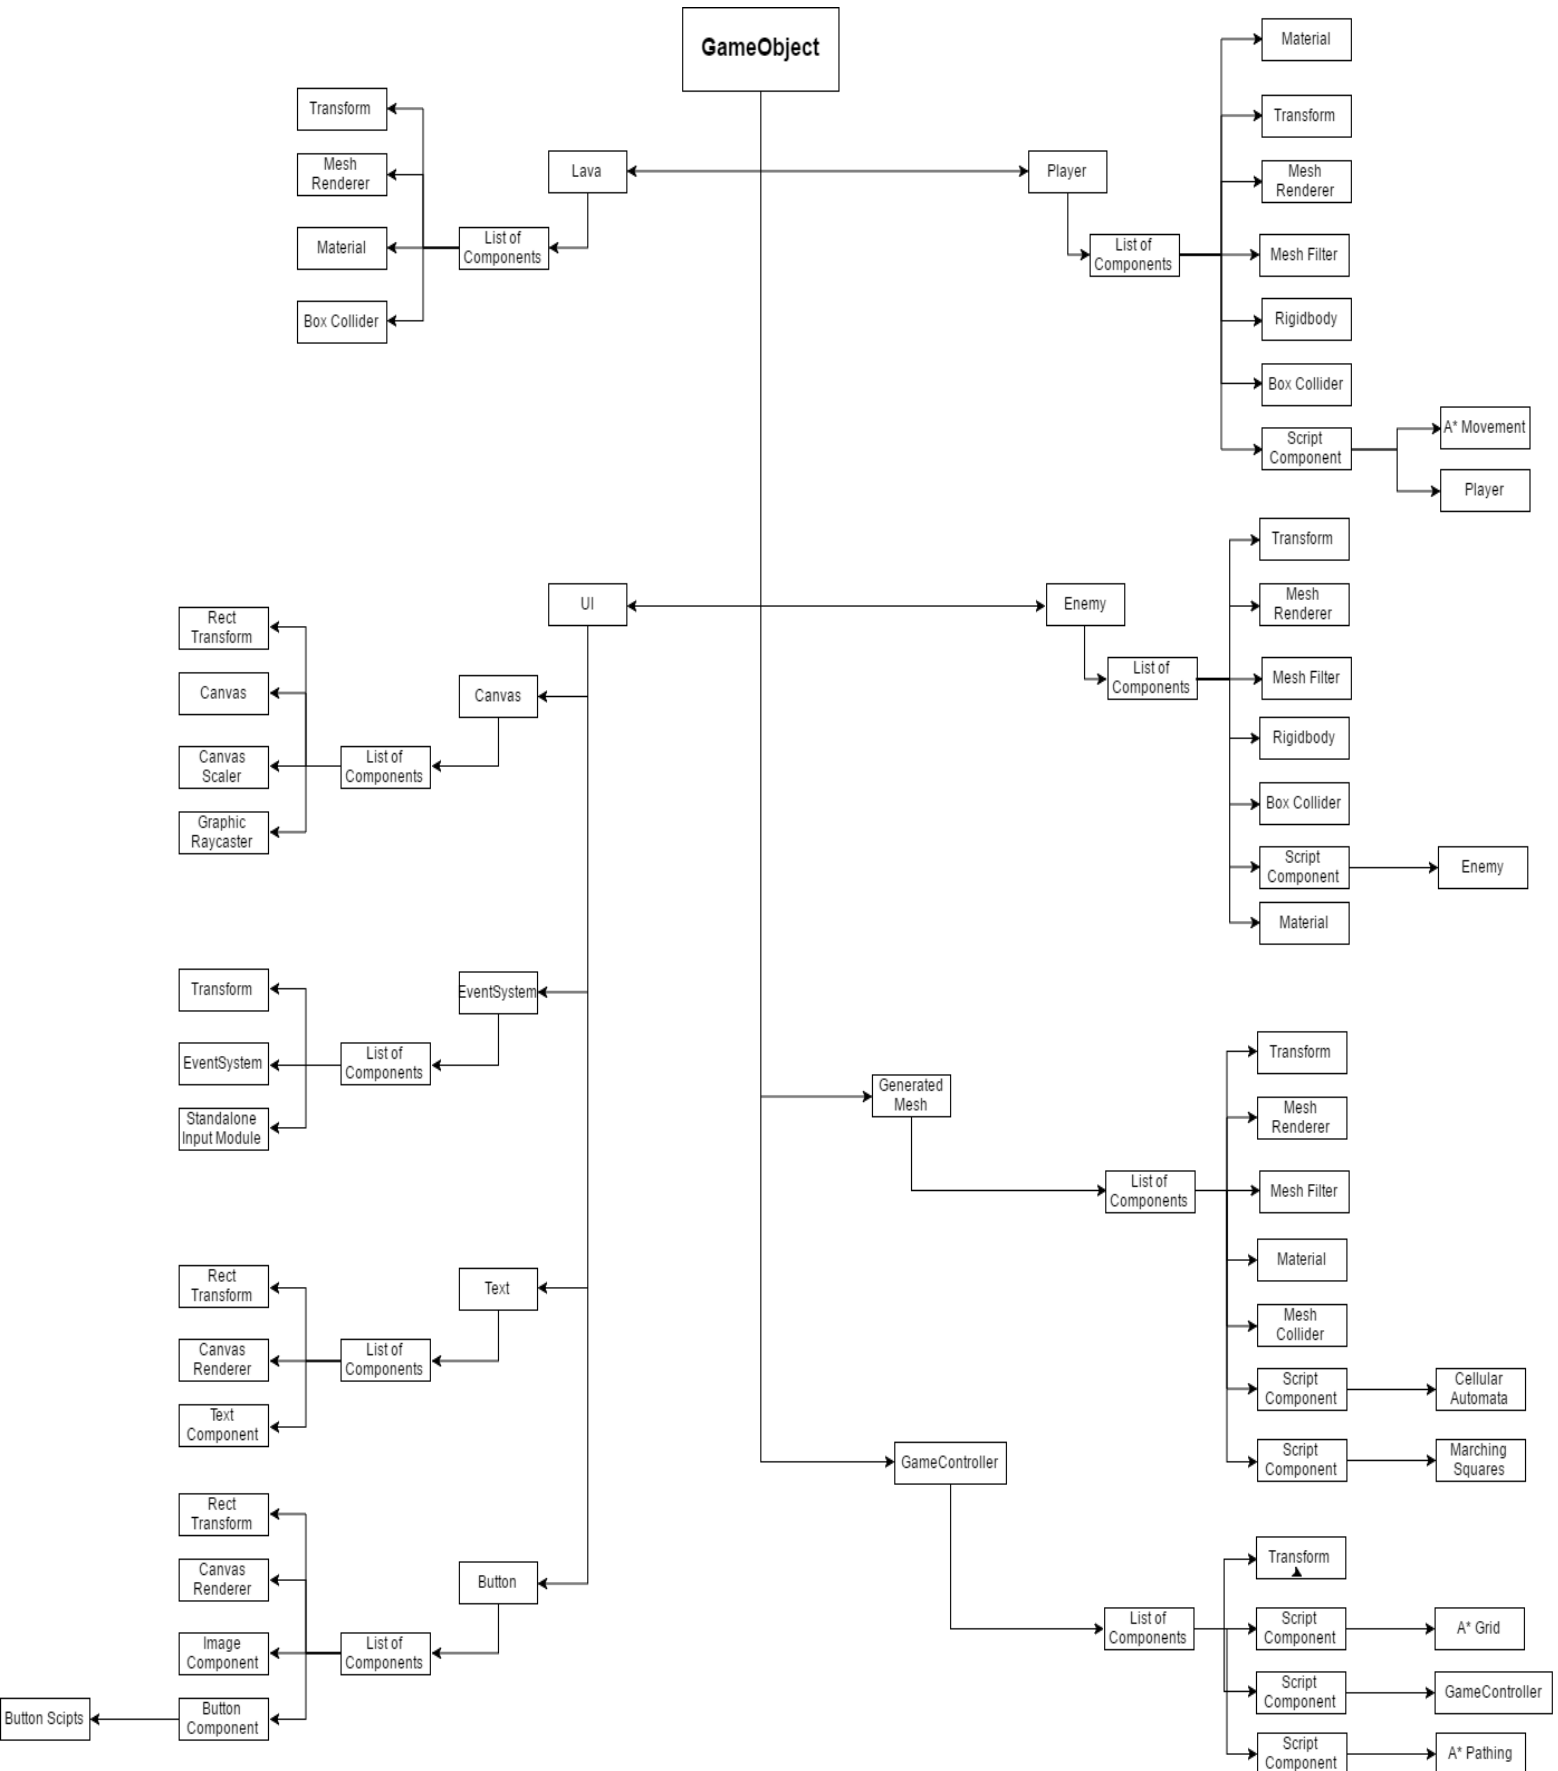 GameObject
Material
Transform
Transform
Mesh
Renderer
Lava
Player
Mesh
Renderer
Material
List of
Components
List of
Components
Mesh Filter
Box Collider
Rigidbody
Box Collider
Script
Component
A* Movement
Player
Transform
UI
Enemy
Mesh
Renderer
Rect
Transform
List of
Components
Mesh Filter
Canvas
Canvas
Rigidbody
Canvas
Scaler
List of
Components
Box Collider
Graphic
Raycaster
Script
Component
Enemy
Material
Transform
EventSystem
Transform
EventSystem
List of
Components
Generated
Mesh
Mesh
Renderer
Standalone
Input Module
List of
Components
Mesh Filter
Material
Rect
Transform
Text
Mesh
Collider
Canvas
Renderer
List of
Components
Script
Component
Cellular
Automata
Text
Component
GameController
Script
Component
Marching
Squares
Rect
Transform
Transform
Canvas
Renderer
Button
List of
Components
Script
Component
A* Grid
Image
Component
List of
Components
Script
Component
GameController
Button Scipts
Button
Component
Script
Component
A* Pathing